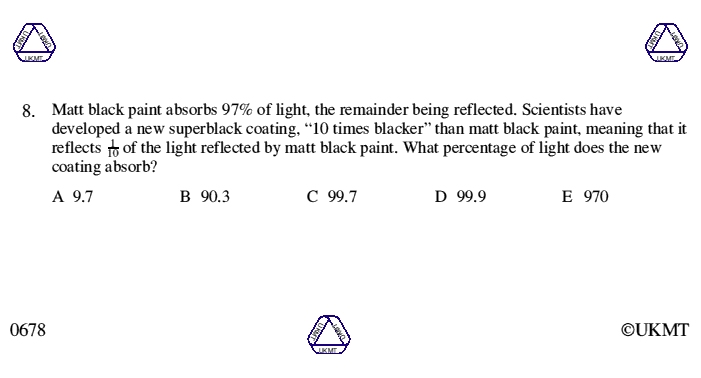 UKMT UKMT UKMT
UKMT UKMT UKMT
8. Matt black paint absorbs 97% of light, the remainder being reflected. Scientists have
developed a new superblack coating, “10 times blacker” than matt black paint, meaning that it
reflects 1/10 of the light reflected by matt black paint. What percentage of light does the new
coating absorb?
A 9.7 B 90.3 C 99.7 D 99.9 E 970
0678
UKMT UKMT UKMT
©UKMT